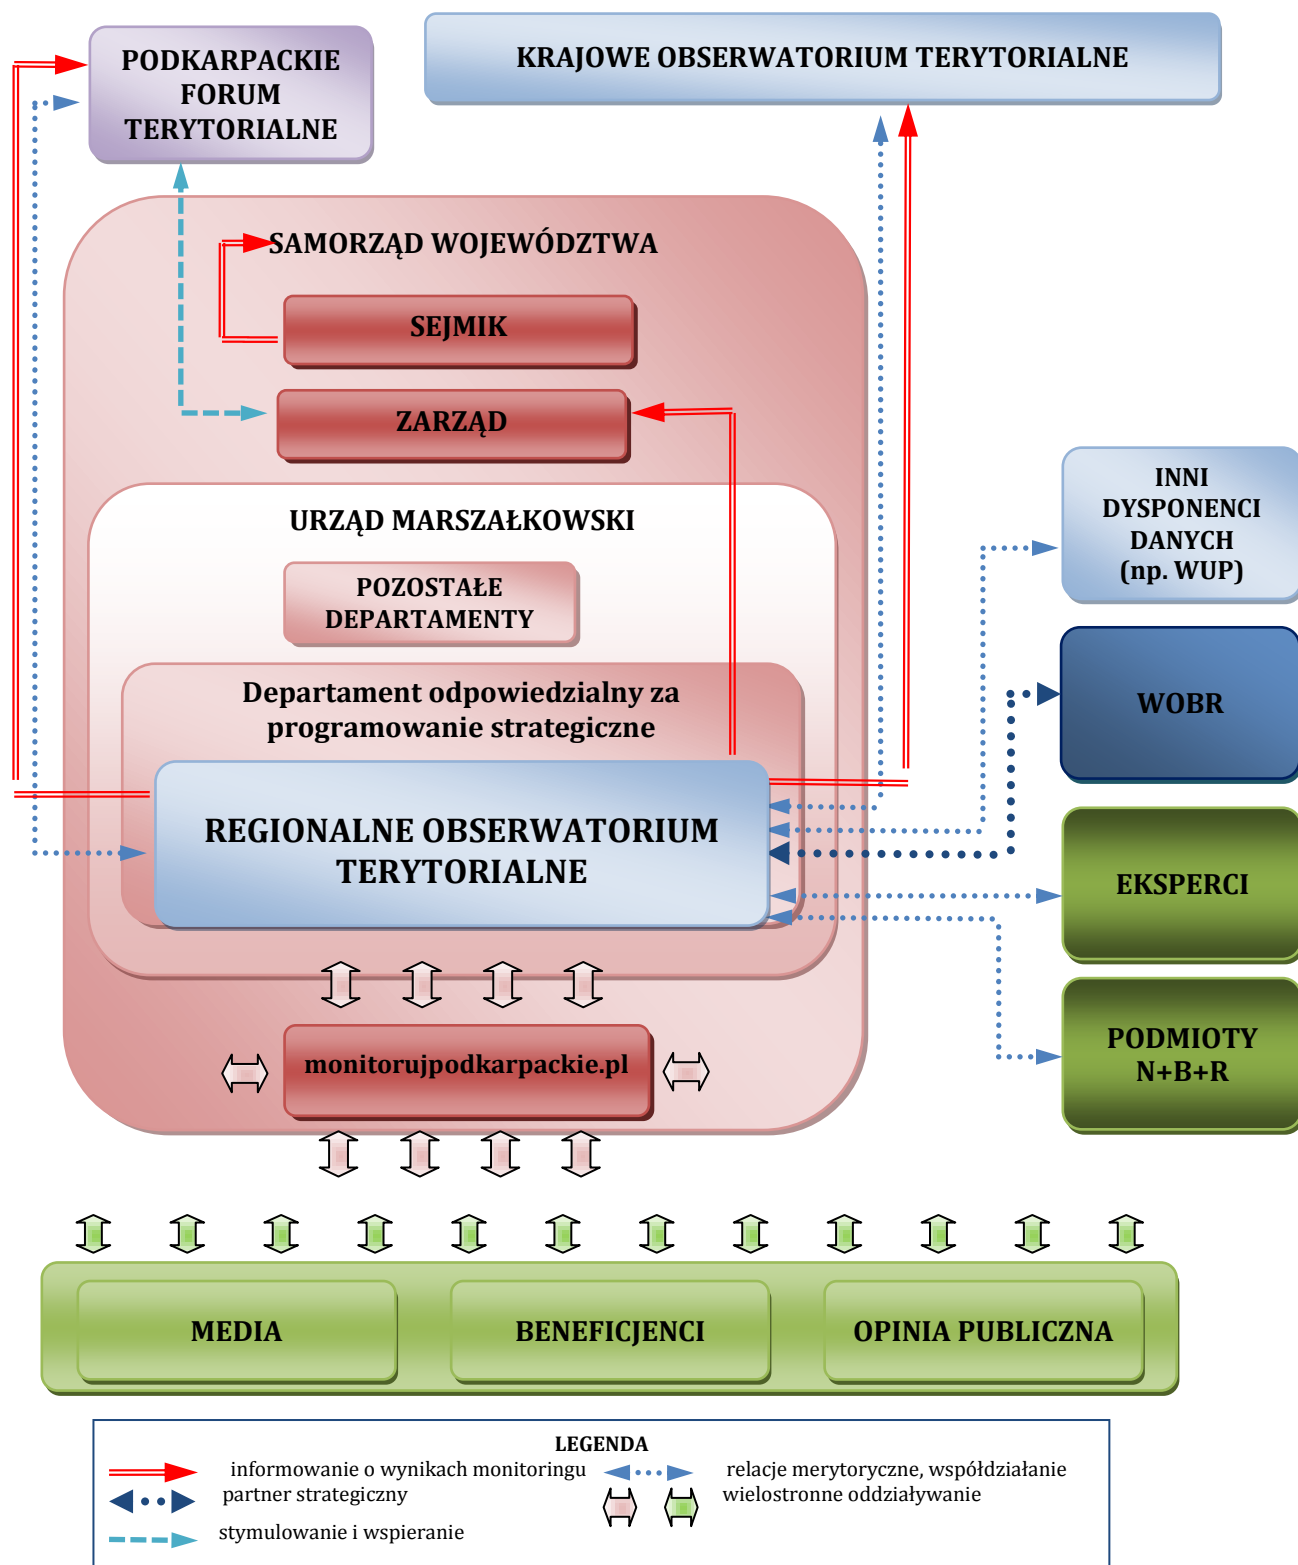 PODKARPACKIE
FORUM
TERYTORIALNE
KRAJOWE OBSERWATORIUM TERYTORIALNE
SAMORZĄD WOJEWÓDZTWA
SEJMIK
ZARZĄD
URZĄD MARSZAŁKOWSKI
POZOSTAŁE
DEPARTAMENTY
Departament odpowiedzialny za
programowanie strategiczne
REGIONALNE OBSERWATORIUM
TERYTORIALNE
INNI
DYSPONENCI
DANYCH
(np. WUP)
WOBR
EKSPERCI
PODMIOTY
N+B+R
monitorujpodkarpackie.pl
MEDIA
BENEFICJENCI
OPINIA PUBLICZNA
LEGENDA
informowanie o wynikach monitoringu
relacje merytoryczne, współdziałanie
partner strategiczny
wielostronne oddziaływanie
stymulowanie i wspieranie